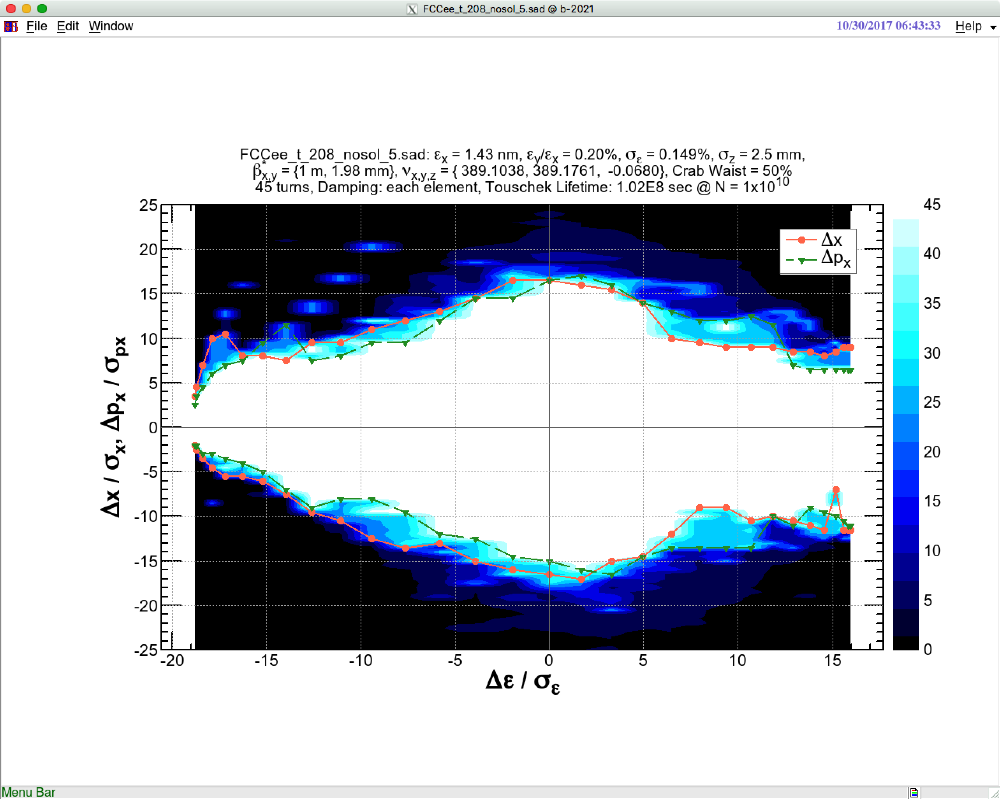 FCCee_t_208_nosol_5.sad @ b-2021
File Edit Window 10/30/2017 06:43:33 Help
FCCee_t_208_nosol_5.sad: εx = 1.43 nm, εy/εx = 0.20%, σε = 0.149%, σz = 2.5 mm,
β*x,y = {1 m, 1.98 mm}, νx,y,z = { 389.1038, 389.1761, -0.0680}, Crab Waist = 50%
45 turns, Damping: each element, Touschek Lifetime: 1.02E8 sec @ N = 1x10^10
25
20
15
10
5
0
-5
-10
-15
-20
-25
Δx / σx, Δpx / σpx
Δx
Δpx
45
40
35
30
25
20
15
10
5
0
-20 -15 -10 -5 0 5 10 15
Δε / σε
Menu Bar